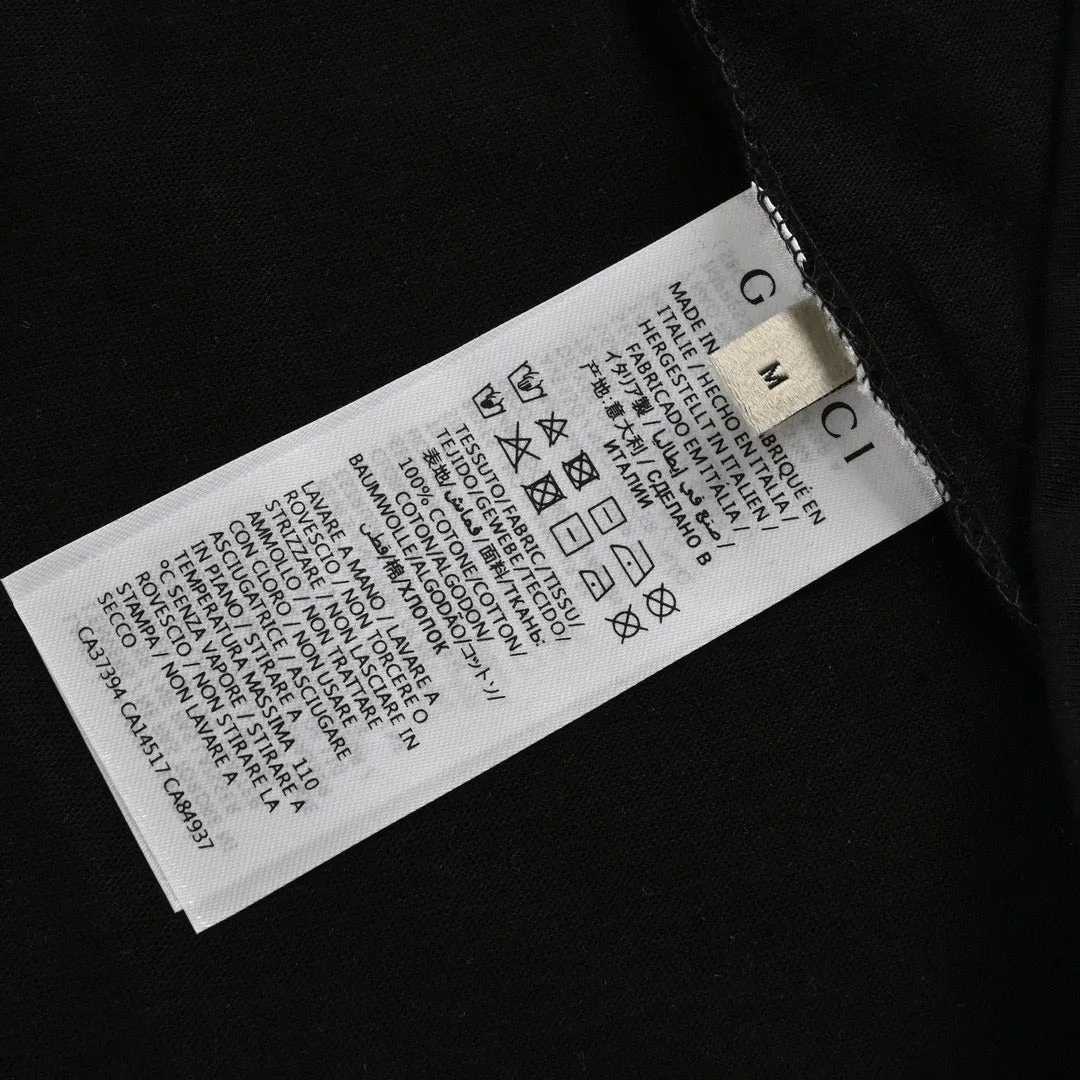 G CI
M
MADE IN BRIQUÉ EN
ITALIE / HECHO EN ITALIA /
HERGESTELLT IN ITALIEN /
FABRICADO EM ITALIA /
イタリア製 / صنع في إيطاليا /
产地:意大利 / СДЕЛАНО В
ИТАЛИИ
TESSUTO/FABRIC/TISSU/
TEJIDO/GEWEBE/TECIDO/
表地/قماش/面料/ТКАНЬ:
100% COTONE/COTTON/
COTON/ALGODON/
BAUMWOLLE/ALGODÃO/コットン/
قطن/棉/ХЛОПОК
LAVARE A MANO / LAVARE A
ROVESCIO / NON TORCERE O
STRIZZARE / NON LASCIARE IN
AMMOLLO / NON TRATTARE
CON CLORO / NON USARE
ASCIUGATRICE / ASCIUGARE
IN PIANO / STIRARE A
TEMPERATURA MASSIMA 110
°C SENZA VAPORE / STIRARE A
ROVESCIO / NON STIRARE LA
STAMPA / NON LAVARE A
SECCO
CA37394 CA14517 CA84937